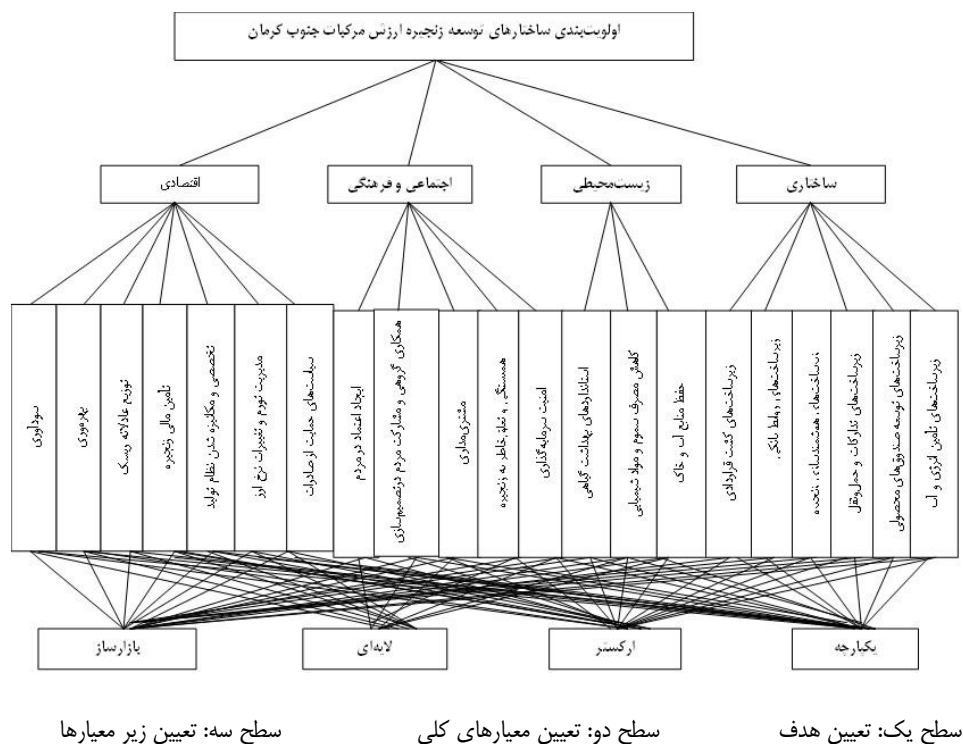 اولویت‌بندی ساختارهای توسعه زنجیره ارزش مرکبات جنوب کرمان
ساختاری
زیست‌محیطی
اجتماعی و فرهنگی
اقتصادی
زیرساخت‌های تأمین انرژی و آب
زیرساخت‌های توسعه صندوق‌های محصولی
زیرساخت‌های تدارکات و حمل‌ونقل
زیرساخت‌های هوشمندسازی زنجیره
زیرساخت‌های روابط بانکی
زیرساخت‌های کشت قراردادی
حفظ منابع آب و خاک
کاهش مصرف سموم و مواد شیمیایی
استانداردهای بهداشت گیاهی
امنیت سرمایه‌گذاری
همبستگی و تعلق خاطر به زنجیره
مشتری‌مداری
همکاری گروهی و مشارکت مردم درتصمیم‌سازی
ایجاد اعتماد در مردم
سیاست‌های حمایت از صادرات
مدیریت تورم و تغییرات نرخ ارز
تخصصی و مکانیزه شدن نظام تولید
تأمین مالی زنجیره
توزیع عادلانه ریسک
بهره‌وری
سودآوری
یکپارچه
ارکستر
لایه‌ای
بازارساز
سطح یک: تعیین هدف سطح دو: تعیین معیارهای کلی سطح سه: تعیین زیر معیارها